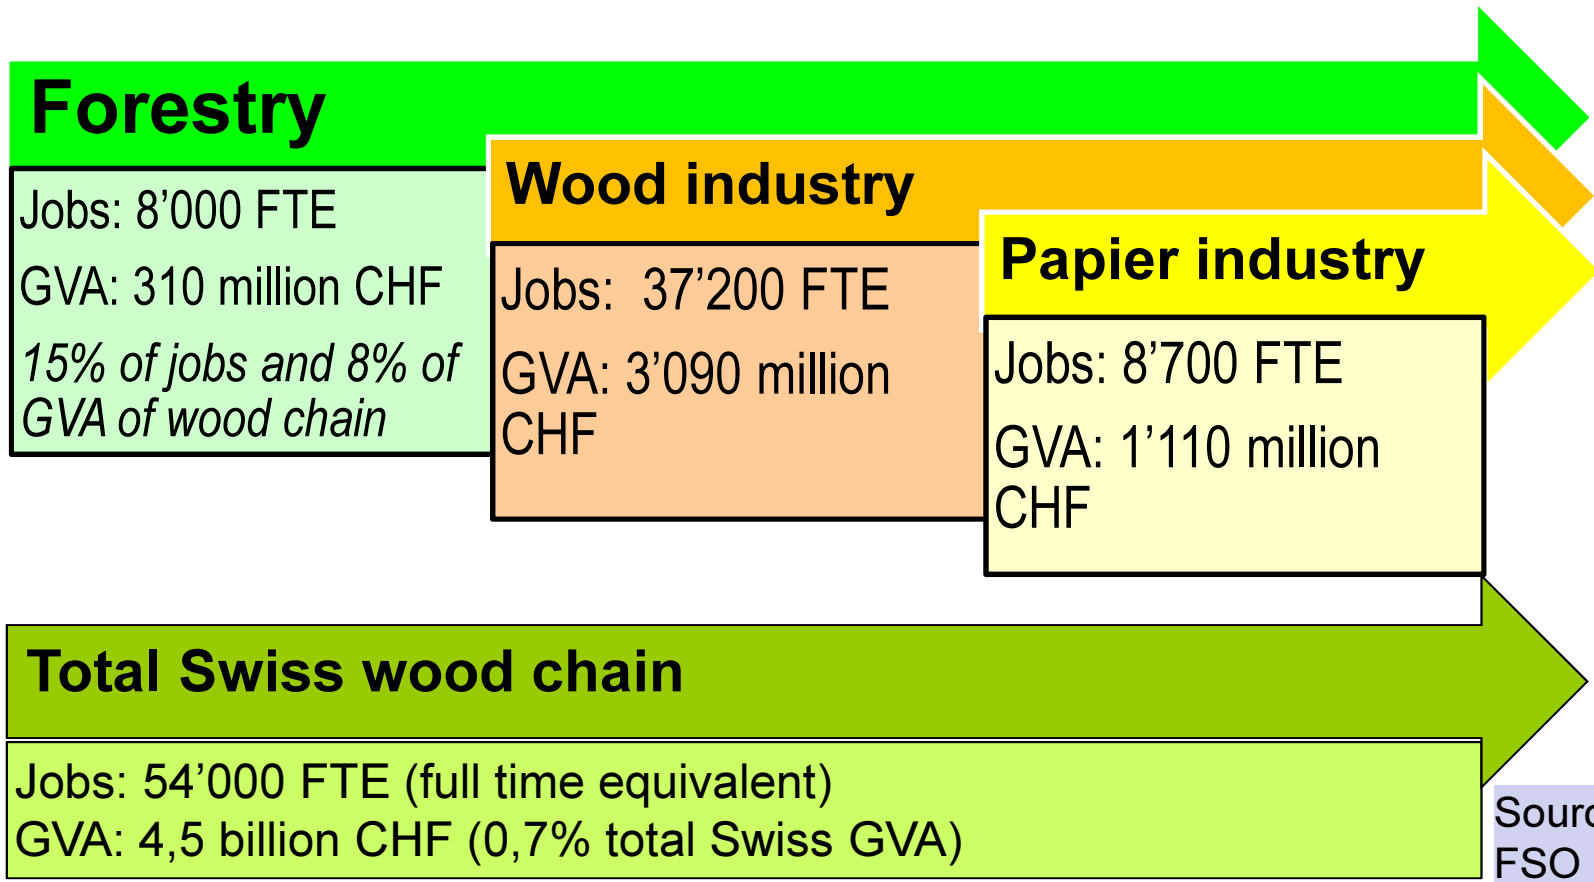 Forestry
Jobs: 8’000 FTE
GVA: 310 million CHF
15% of jobs and 8% of
GVA of wood chain
Wood industry
Jobs: 37’200 FTE
GVA: 3’090 million
CHF
Papier industry
Jobs: 8’700 FTE
GVA: 1’110 million
CHF
Total Swiss wood chain
Jobs: 54’000 FTE (full time equivalent)
GVA: 4,5 billion CHF (0,7% total Swiss GVA)
FSO